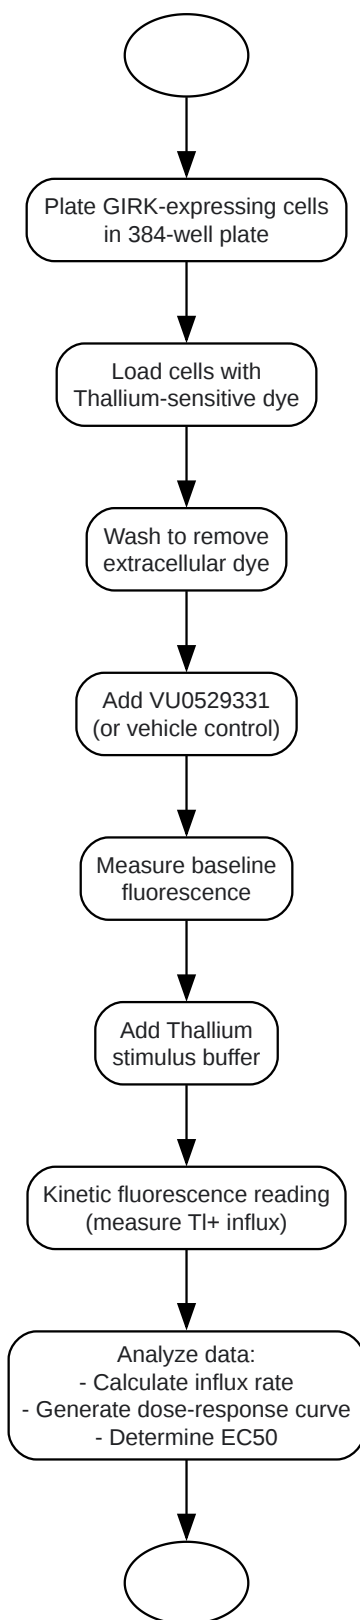 Plate GIRK-expressing cells
in 384-well plate
Load cells with
Thallium-sensitive dye
Wash to remove
extracellular dye
Add VU0529331
(or vehicle control)
Measure baseline
fluorescence
Add Thallium
stimulus buffer
Kinetic fluorescence reading
(measure Tl+ influx)
Analyze data:
- Calculate influx rate
- Generate dose-response curve
- Determine EC50